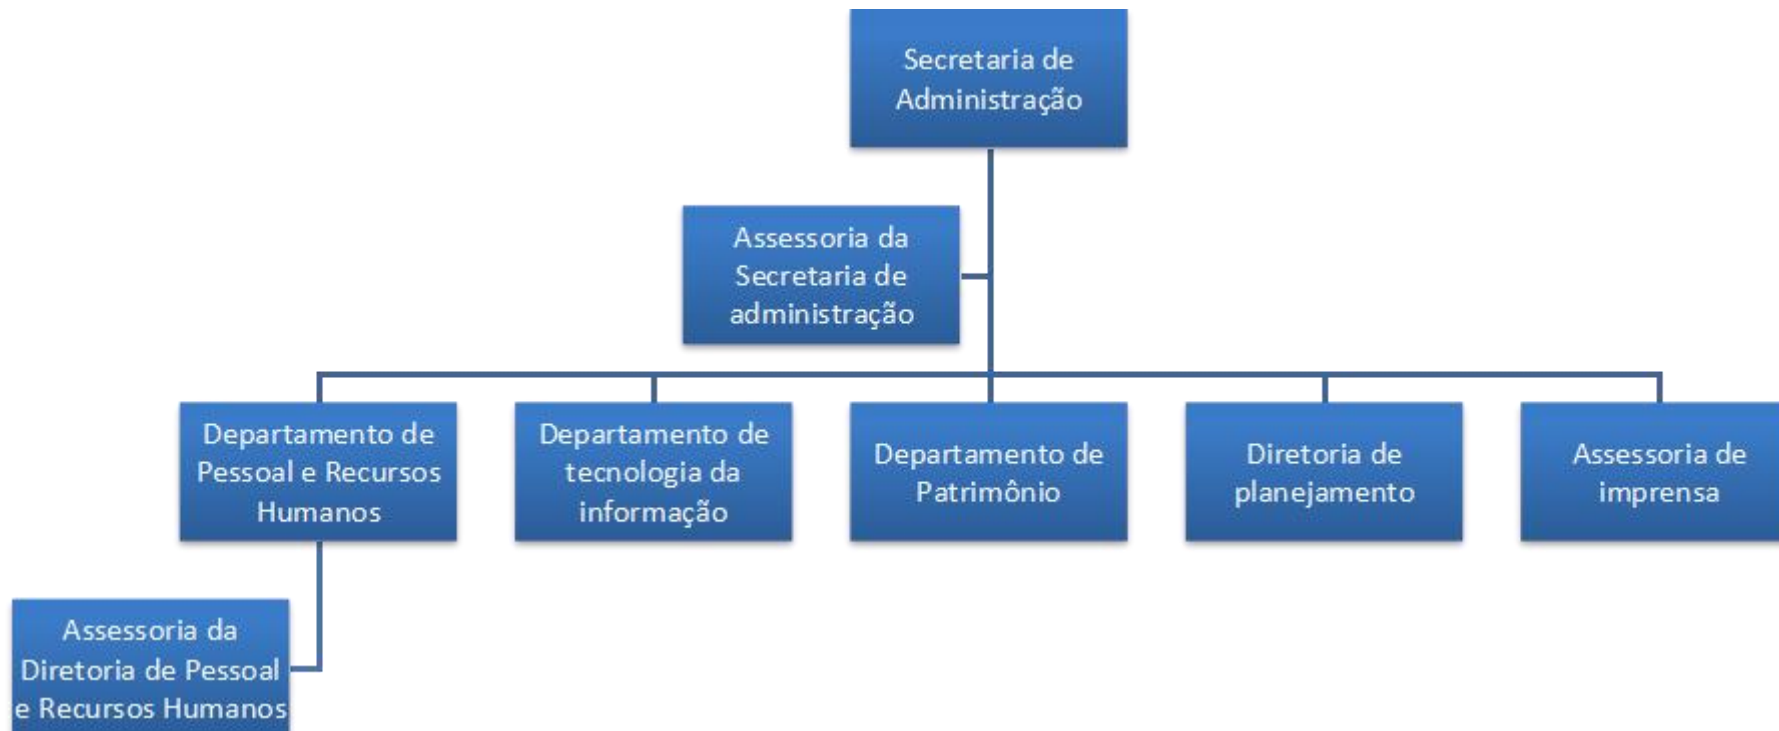 Secretaria de
Administração
Assessoria da
Secretaria de
administração
Departamento de
Pessoal e Recursos
Humanos
Departamento de
tecnologia da
informação
Departamento de
Patrimônio
Diretoria de
planejamento
Assessoria de
imprensa
Assessoria da
Diretoria de Pessoal
e Recursos Humanos